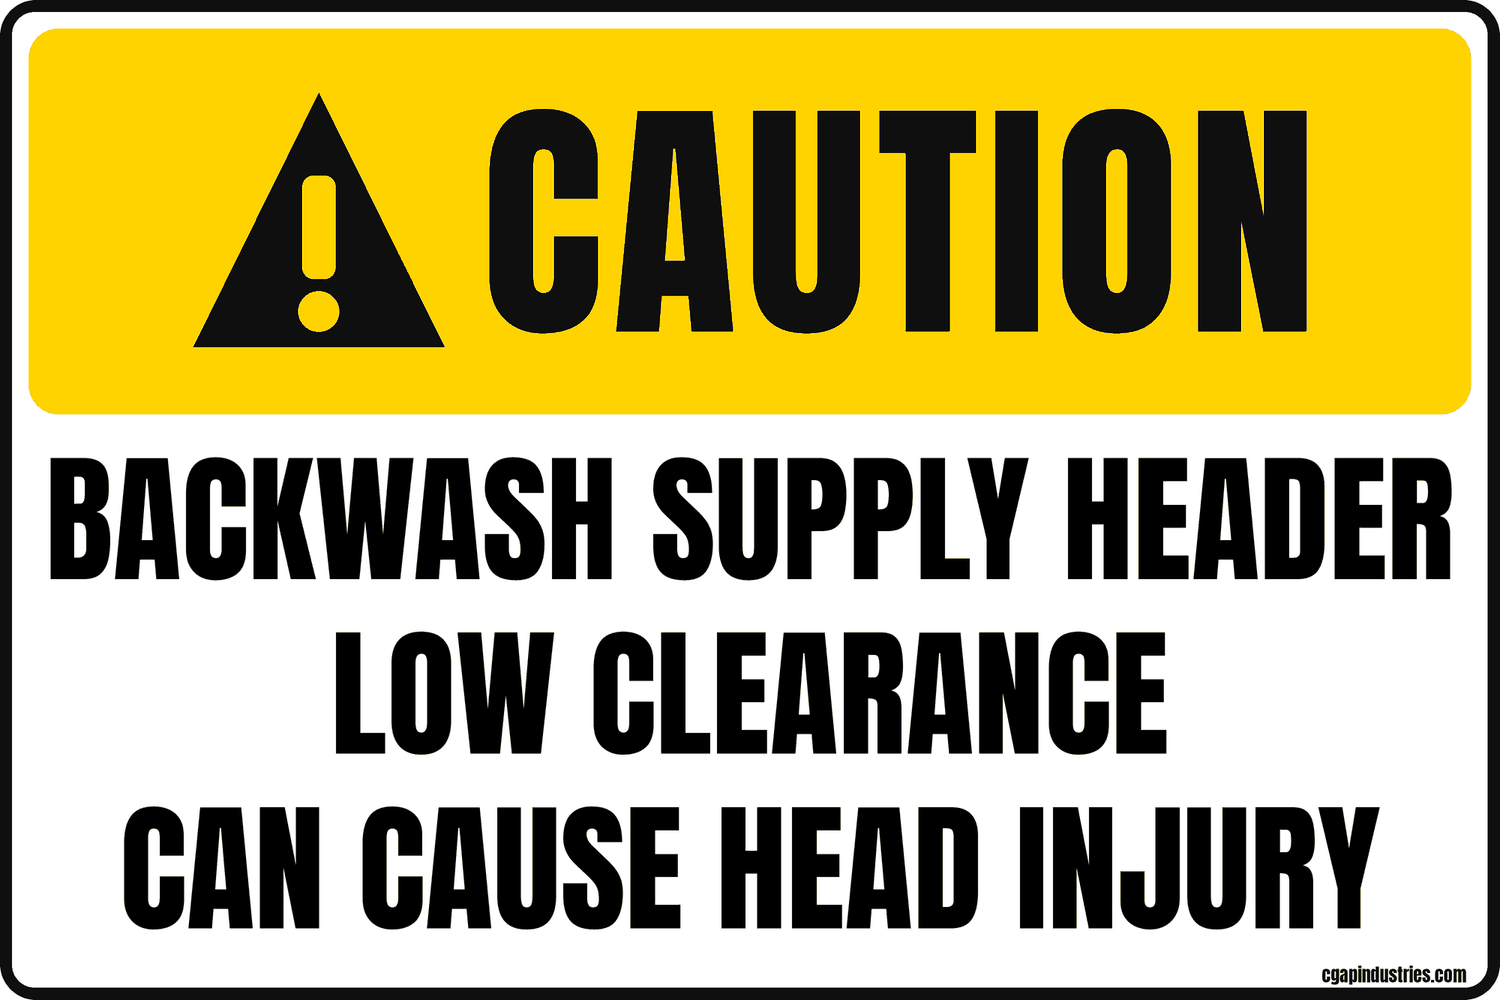 CAUTION
BACKWASH SUPPLY HEADER
LOW CLEARANCE
CAN CAUSE HEAD INJURY
cgapindustries.com